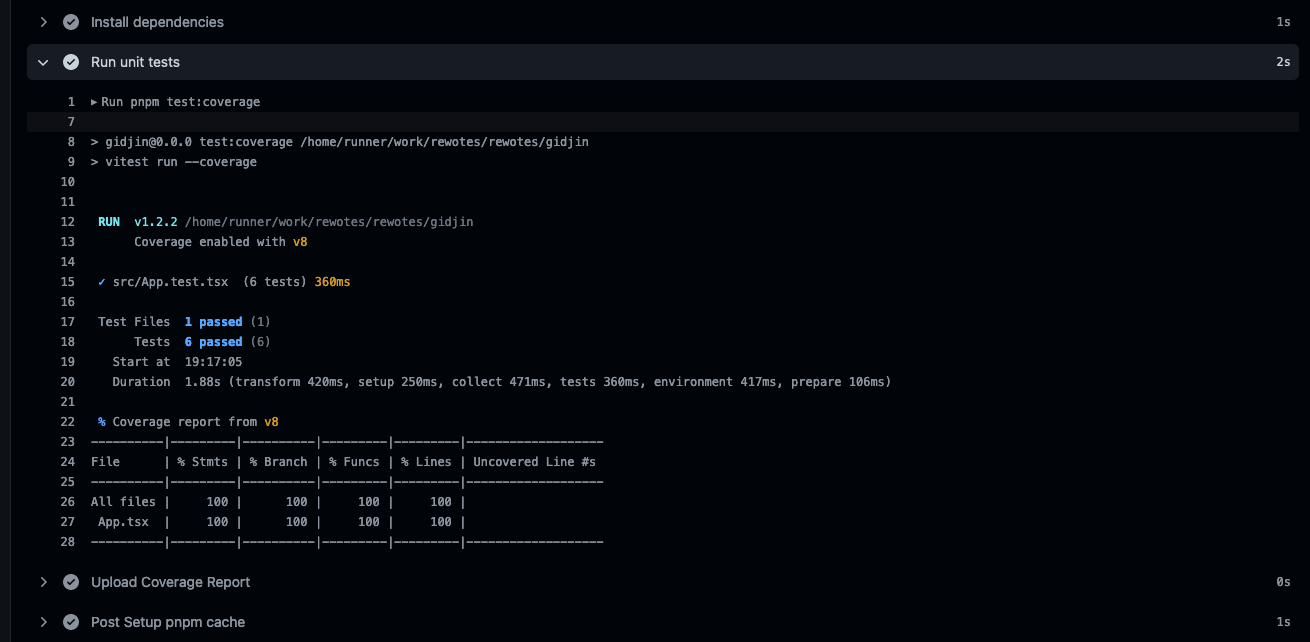 Install dependencies 1s
Run unit tests 2s
1 ▸ Run pnpm test:coverage
7
8 > gidjin@0.0.0 test:coverage /home/runner/work/rewotes/rewotes/gidjin
9 > vitest run --coverage
10
11
12 RUN v1.2.2 /home/runner/work/rewotes/rewotes/gidjin
13 Coverage enabled with v8
14
15 ✓ src/App.test.tsx (6 tests) 360ms
16
17 Test Files 1 passed (1)
18 Tests 6 passed (6)
19 Start at 19:17:05
20 Duration 1.88s (transform 420ms, setup 250ms, collect 471ms, tests 360ms, environment 417ms, prepare 106ms)
21
22 % Coverage report from v8
23 ----------|---------|----------|---------|---------|-------------------
24 File      | % Stmts | % Branch | % Funcs | % Lines | Uncovered Line #s
25 ----------|---------|----------|---------|---------|-------------------
26 All files |     100 |      100 |     100 |     100 |
27  App.tsx  |     100 |      100 |     100 |     100 |
28 ----------|---------|----------|---------|---------|-------------------
Upload Coverage Report 0s
Post Setup pnpm cache 1s